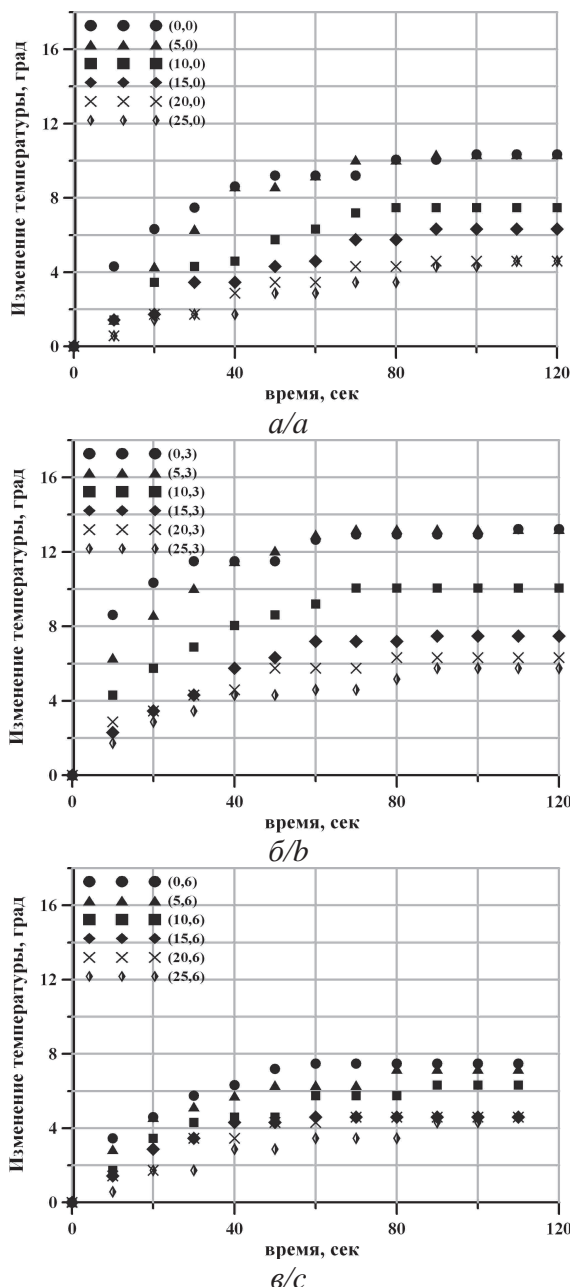 Изменение температуры, град
16
12
8
4
0
(0,0)
(5,0)
(10,0)
(15,0)
(20,0)
(25,0)
0 40 80 120
время, сек
а/a
Изменение температуры, град
16
12
8
4
0
(0,3)
(5,3)
(10,3)
(15,3)
(20,3)
(25,3)
0 40 80 120
время, сек
б/b
Изменение температуры, град
16
12
8
4
0
(0,6)
(5,6)
(10,6)
(15,6)
(20,6)
(25,6)
0 40 80 120
время, сек
в/c